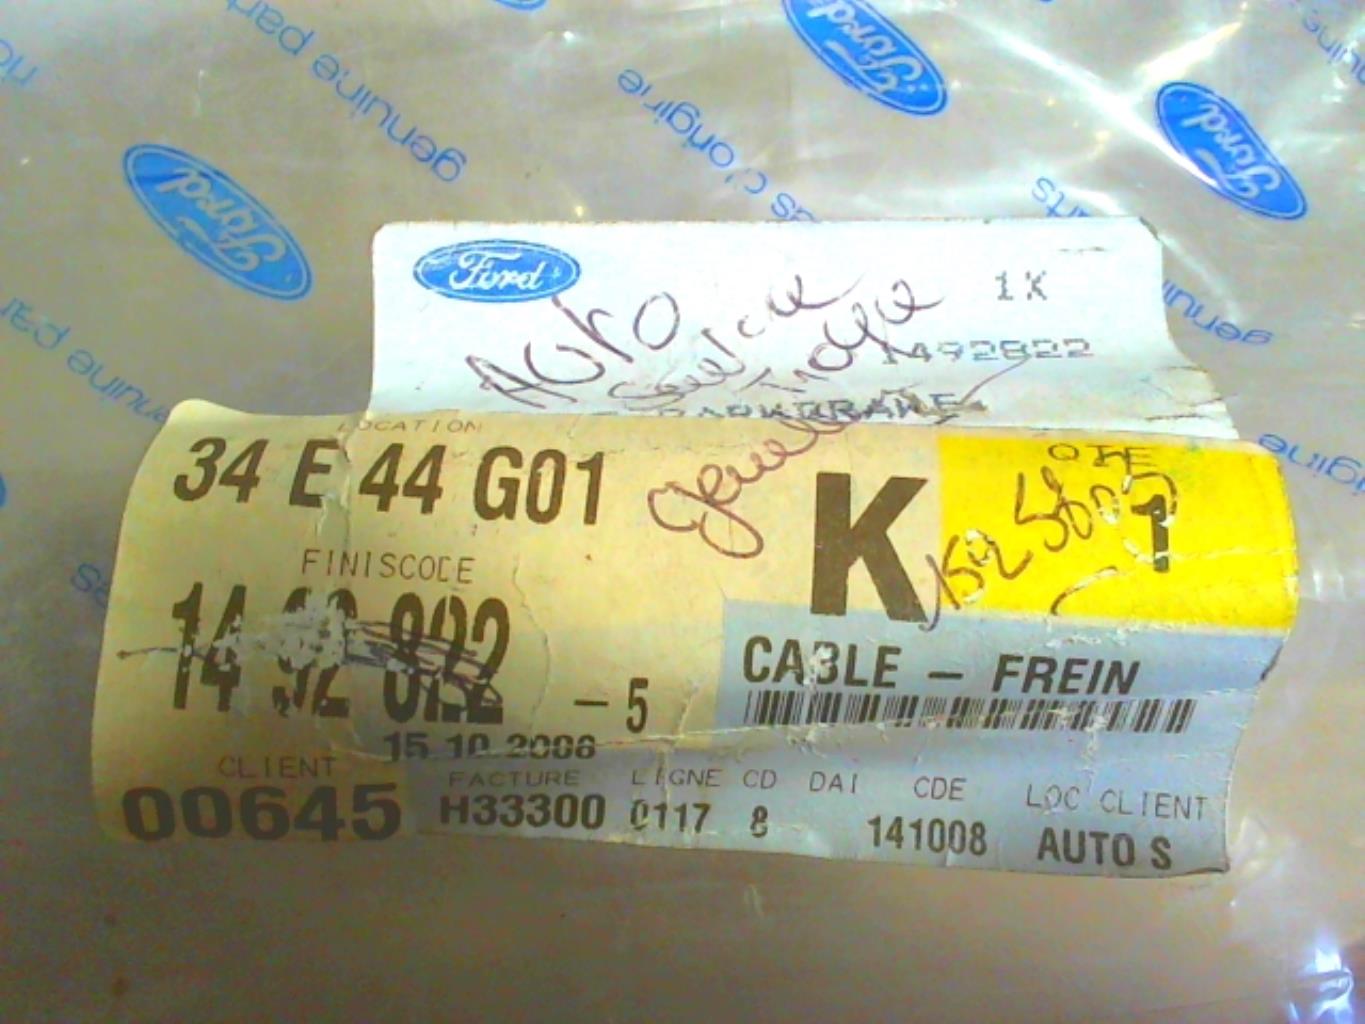 Ford
genuine parts
Ford
pièces d'origine
Ford
genuine
Ford
1X
1492822
Auto
PARKBRAKE
LOCATION
34 E 44 G01
K
QTE
1
FINISCODE
14 92 822 - 5
CABLE - FREIN
15.10.2008
CLIENT
00645
FACTURE LIGNE CD DAI CDE LOC CLIENT
H33300 0117 8 141008 AUTO S